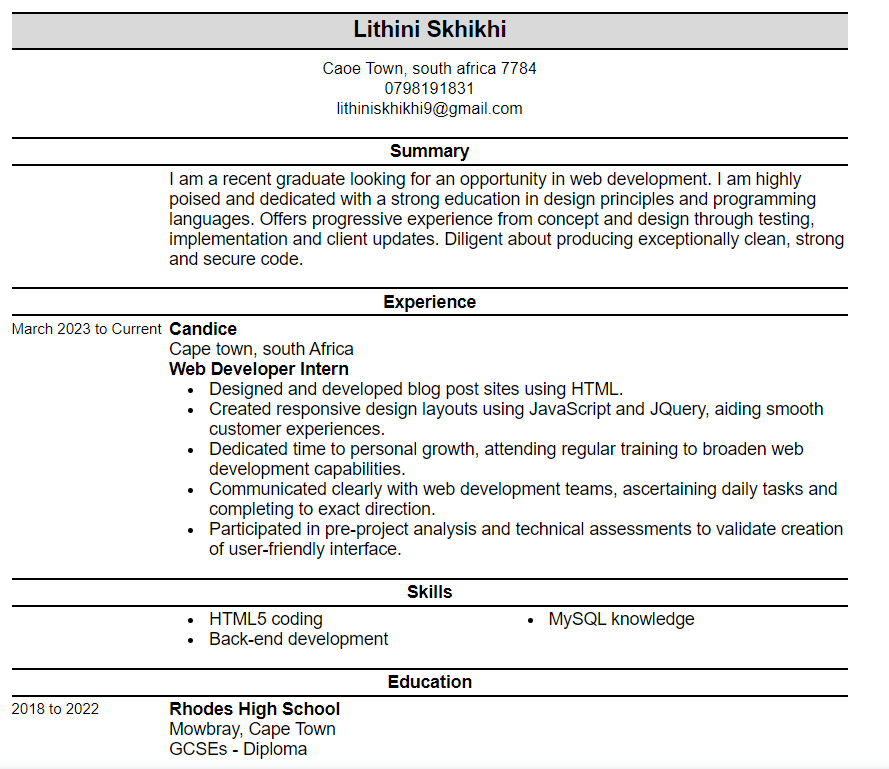 Lithini Skhikhi
Caoe Town, south africa 7784
0798191831
lithiniskhikhi9@gmail.com
Summary
I am a recent graduate looking for an opportunity in web development. I am highly
poised and dedicated with a strong education in design principles and programming
languages. Offers progressive experience from concept and design through testing,
implementation and client updates. Diligent about producing exceptionally clean, strong
and secure code.
Experience
March 2023 to Current Candice
Cape town, south Africa
Web Developer Intern
• Designed and developed blog post sites using HTML.
• Created responsive design layouts using JavaScript and JQuery, aiding smooth
customer experiences.
• Dedicated time to personal growth, attending regular training to broaden web
development capabilities.
• Communicated clearly with web development teams, ascertaining daily tasks and
completing to exact direction.
• Participated in pre-project analysis and technical assessments to validate creation
of user-friendly interface.
Skills
• HTML5 coding
• Back-end development
• MySQL knowledge
Education
2018 to 2022 Rhodes High School
Mowbray, Cape Town
GCSEs - Diploma